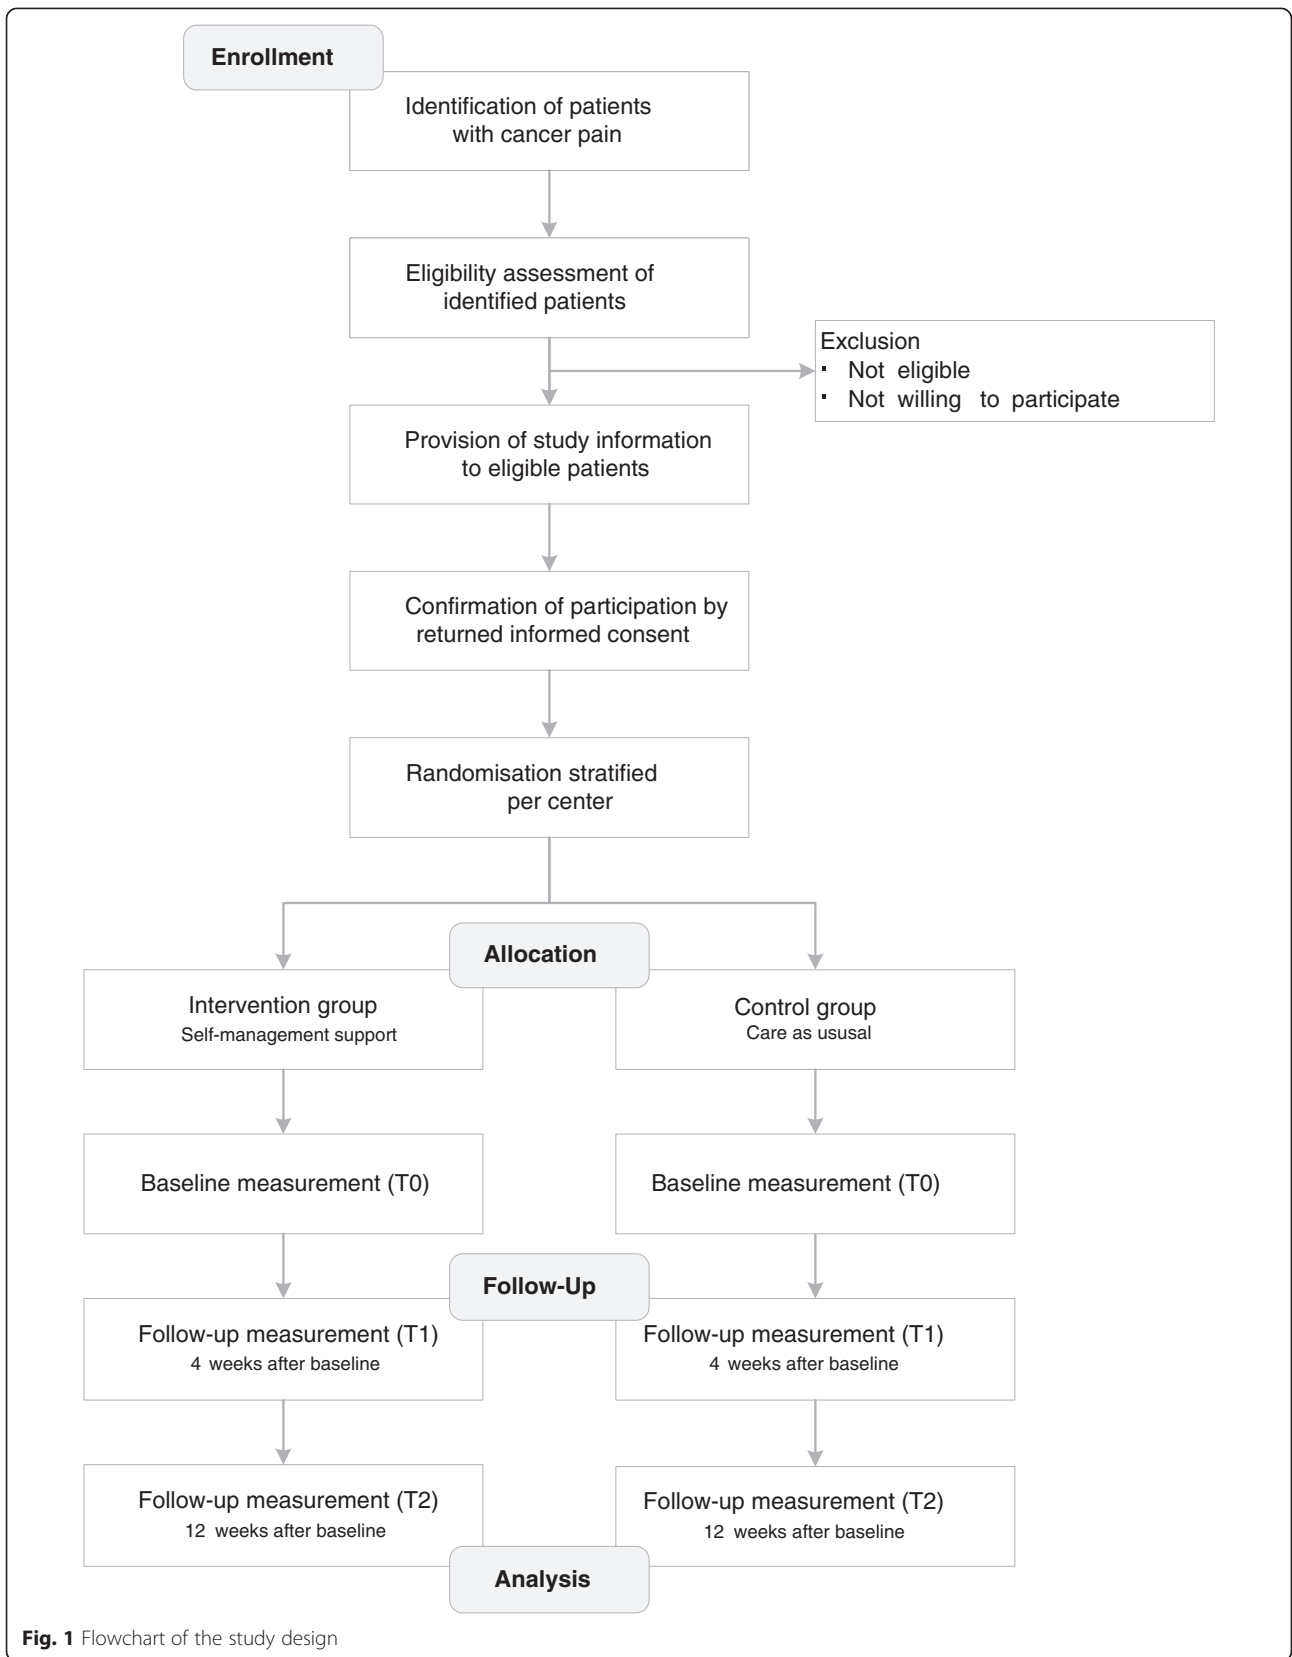 Enrollment
Identification of patients
with cancer pain
Eligibility assessment of
identified patients
Exclusion
▪ Not eligible
▪ Not willing to participate
Provision of study information
to eligible patients
Confirmation of participation by
returned informed consent
Randomisation stratified
per center
Allocation
Intervention group
Self-management support
Control group
Care as ususal
Baseline measurement (T0)
Baseline measurement (T0)
Follow-Up
Follow-up measurement (T1)
4 weeks after baseline
Follow-up measurement (T1)
4 weeks after baseline
Follow-up measurement (T2)
12 weeks after baseline
Follow-up measurement (T2)
12 weeks after baseline
Analysis
Fig. 1 Flowchart of the study design